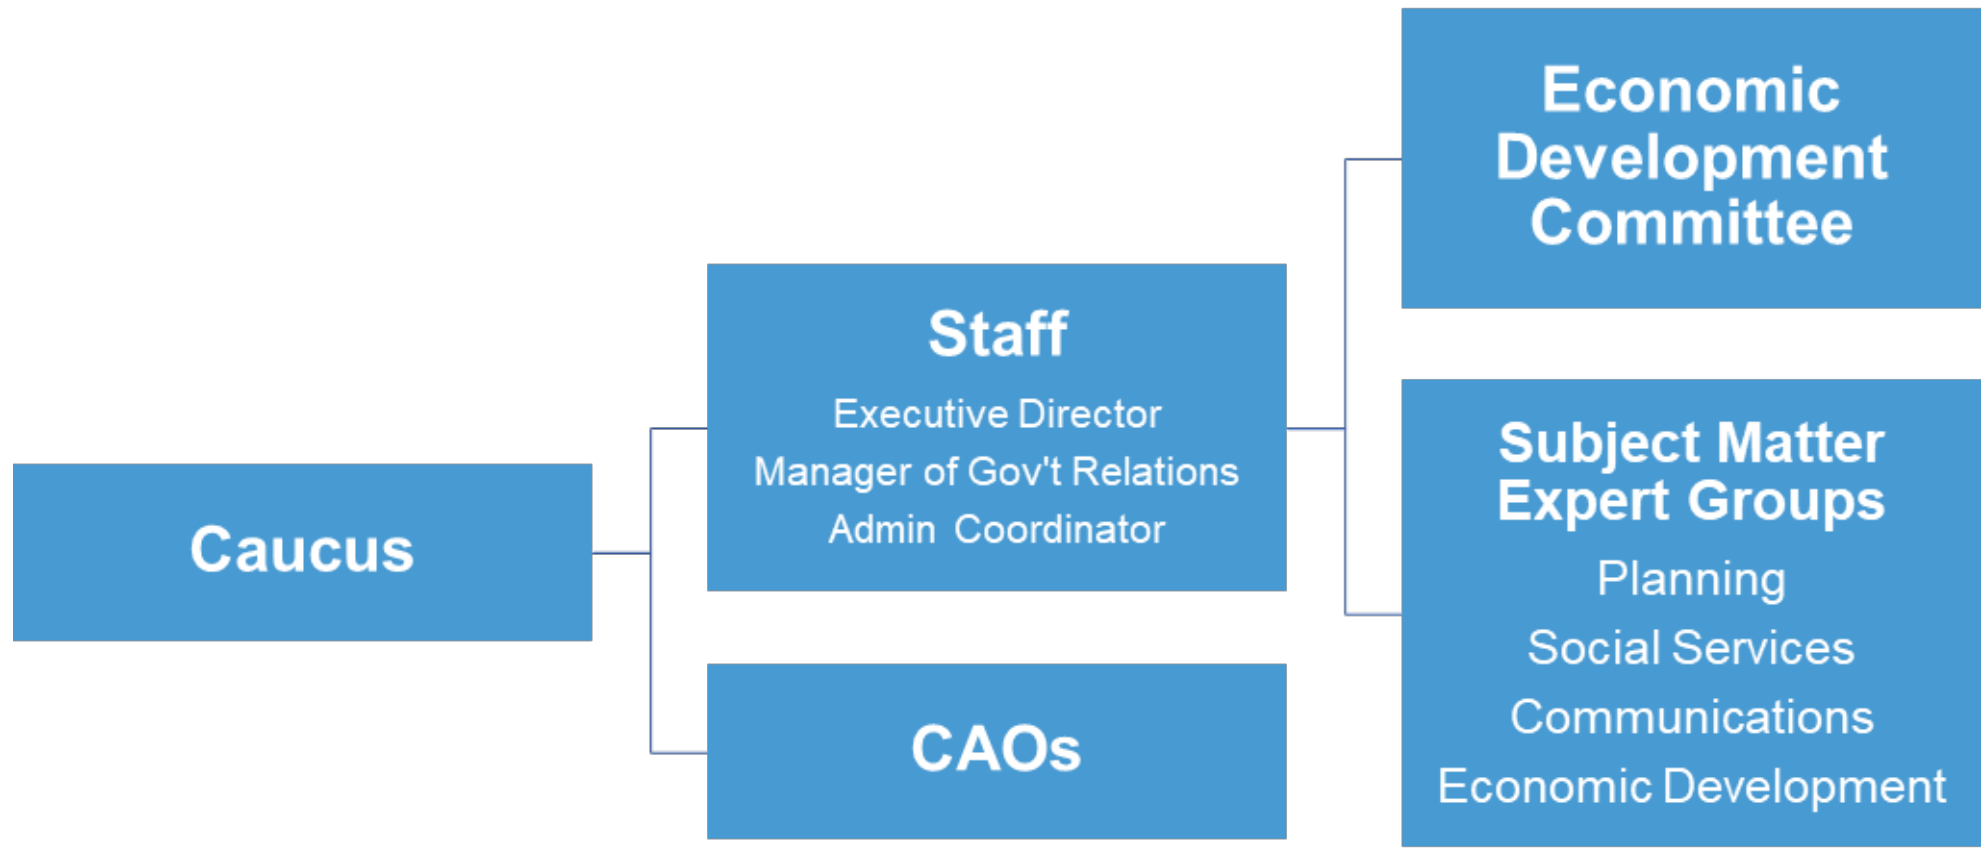 Caucus
Staff
Executive Director
Manager of Gov't Relations
Admin Coordinator
CAOs
Economic
Development
Committee
Subject Matter
Expert Groups
Planning
Social Services
Communications
Economic Development